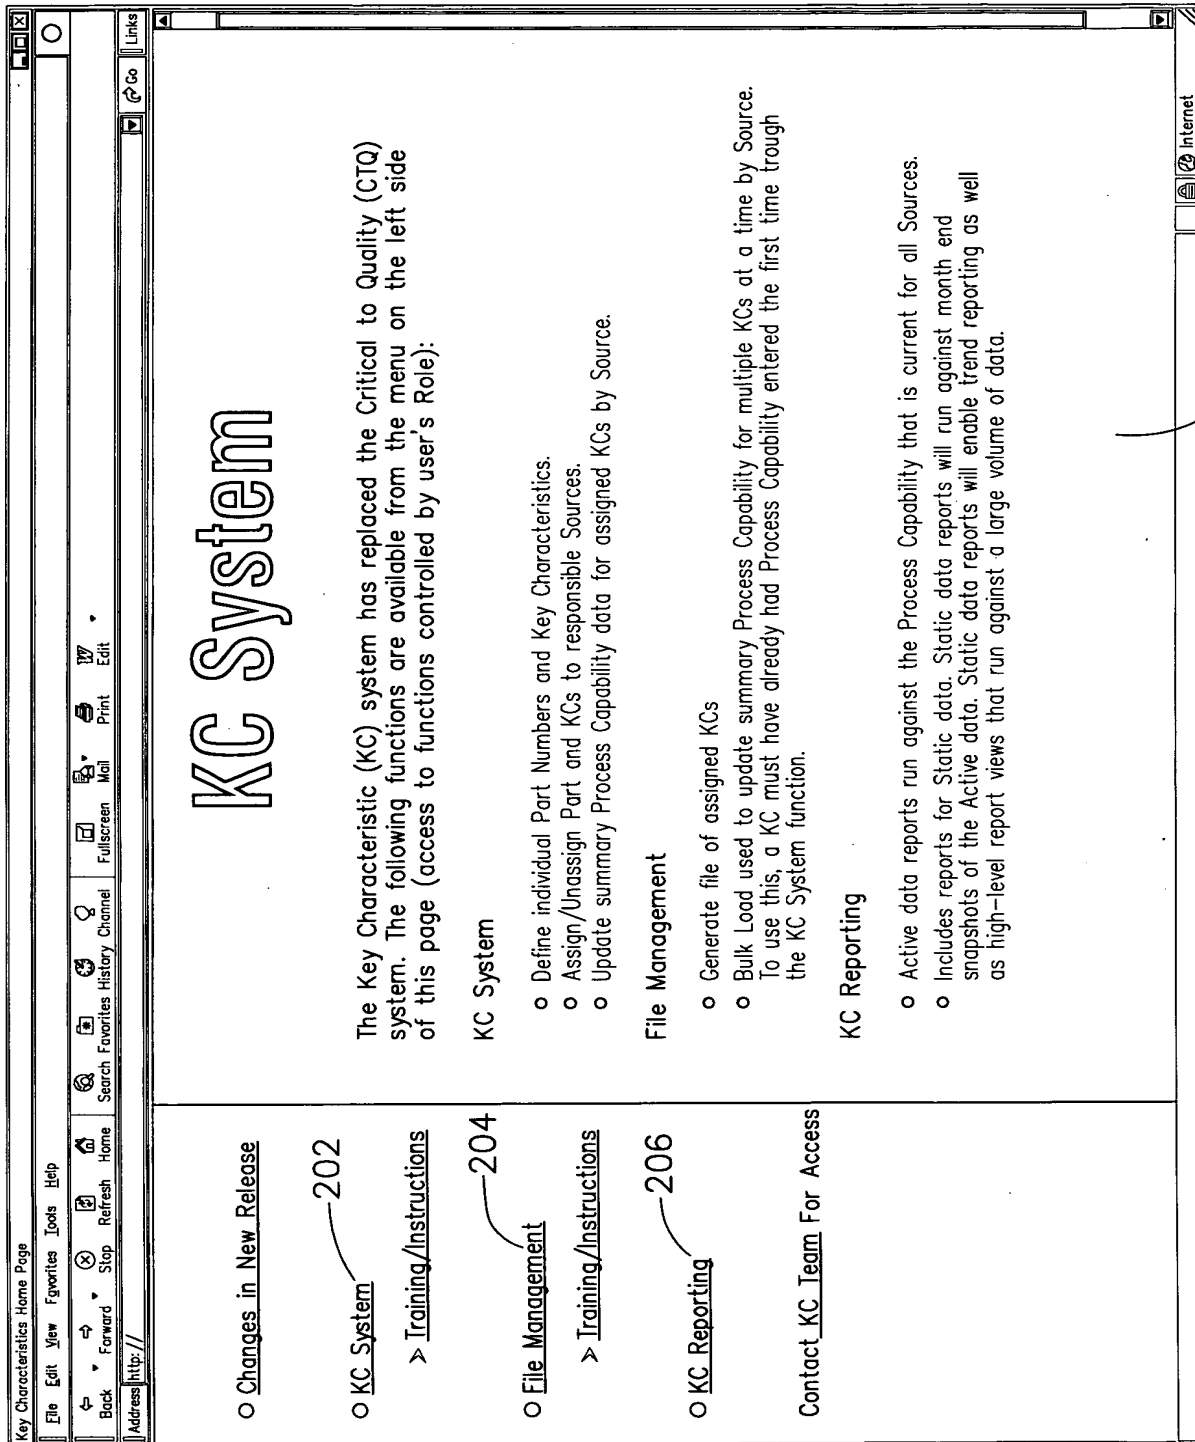 Key Characteristics Home Page
File Edit View Favorites Tools Help
Back Forward Stop Refresh Home Search Favorites History Channel Fullscreen Mail Print Edit
Address http:// Go Links
o Changes in New Release
o KC System
202
> Training/Instructions
o File Management
204
> Training/Instructions
o KC Reporting
206
Contact KC Team For Access
KC System
The Key Characteristic (KC) system has replaced the Critical to Quality (CTQ)
system. The following functions are available from the menu on the left side
of this page (access to functions controlled by user's Role):
KC System
o Define individual Part Numbers and Key Characteristics.
o Assign/Unassign Part and KCs to responsible Sources.
o Update summary Process Capability data for assigned KCs by Source.
File Management
o Generate file of assigned KCs
o Bulk Load used to update summary Process Capability for multiple KCs at a time by Source.
To use this, a KC must have already had Process Capability entered the first time trough
the KC System function.
KC Reporting
o Active data reports run against the Process Capability that is current for all Sources.
o Includes reports for Static data. Static data reports will run against month end
snapshots of the Active data. Static data reports will enable trend reporting as well
as high-level report views that run against a large volume of data.
Internet